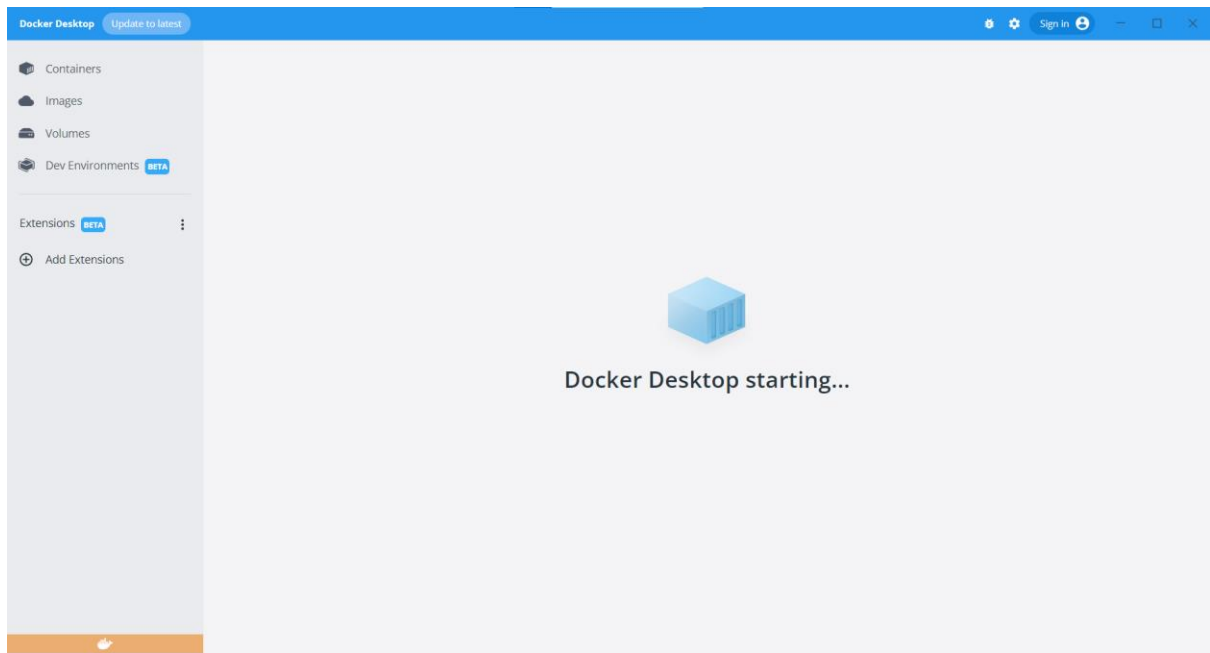 Docker Desktop Update to latest Sign in
Containers
Images
Volumes
Dev Environments BETA
Extensions BETA
Add Extensions
Docker Desktop starting...